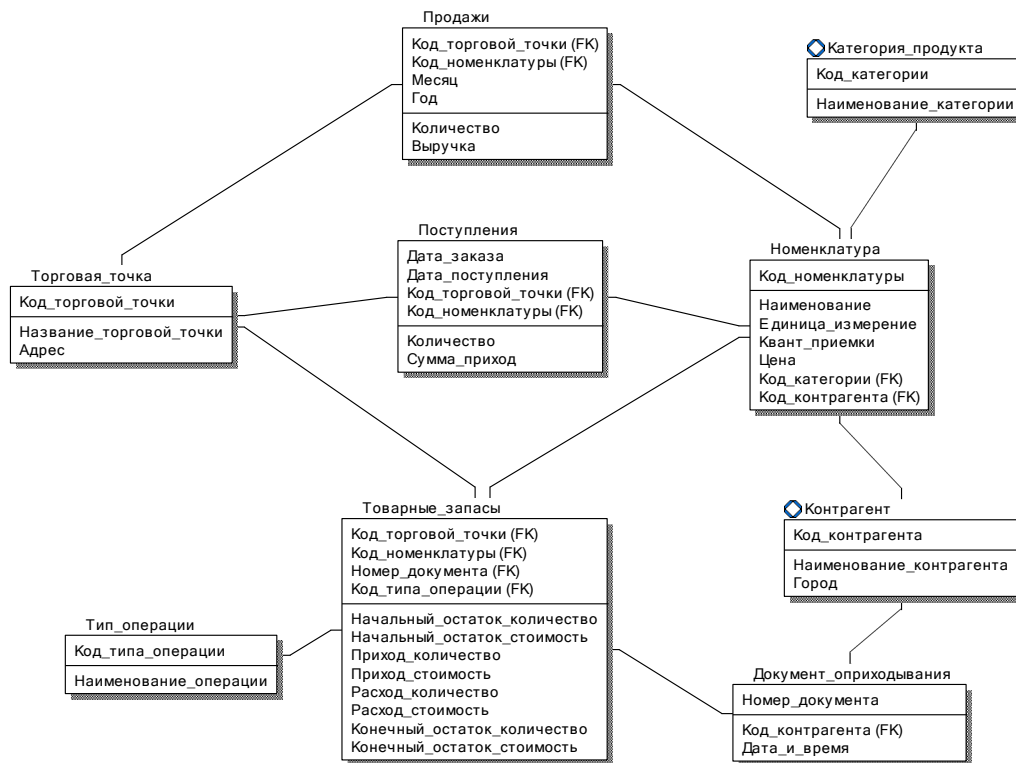 Продажи
Код_торговой_точки (FK)
Код_номенклатуры (FK)
Месяц
Год
Количество
Выручка
Категория_продукта
Код_категории
Наименование_категории
Поступления
Дата_заказа
Дата_поступления
Код_торговой_точки (FK)
Код_номенклатуры (FK)
Количество
Сумма_приход
Торговая_точка
Код_торговой_точки
Название_торговой_точки
Адрес
Номенклатура
Код_номенклатуры
Наименование
Единица_измерение
Квант_приемки
Цена
Код_категории (FK)
Код_контрагента (FK)
Товарные_запасы
Код_торговой_точки (FK)
Код_номенклатуры (FK)
Номер_документа (FK)
Код_типа_операции (FK)
Начальный_остаток_количество
Начальный_остаток_стоимость
Приход_количество
Приход_стоимость
Расход_количество
Расход_стоимость
Конечный_остаток_количество
Конечный_остаток_стоимость
Контрагент
Код_контрагента
Наименование_контрагента
Город
Тип_операции
Код_типа_операции
Наименование_операции
Документ_оприходывания
Номер_документа
Код_контрагента (FK)
Дата_и_время